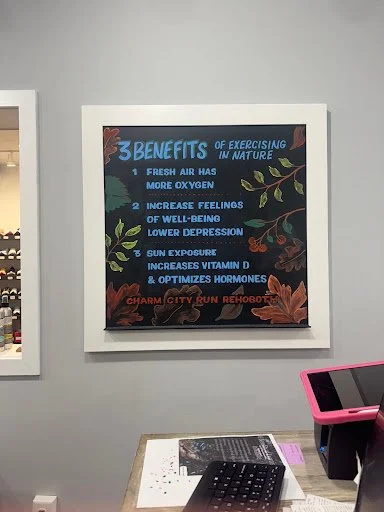 3 BENEFITS OF EXERCISING
IN NATURE
1 FRESH AIR HAS
MORE OXYGEN
2 INCREASE FEELINGS
OF WELL-BEING
LOWER DEPRESSION
3 SUN EXPOSURE
INCREASES VITAMIN D
& OPTIMIZES HORMONES
CHARM CITY RUN REHOBOTH